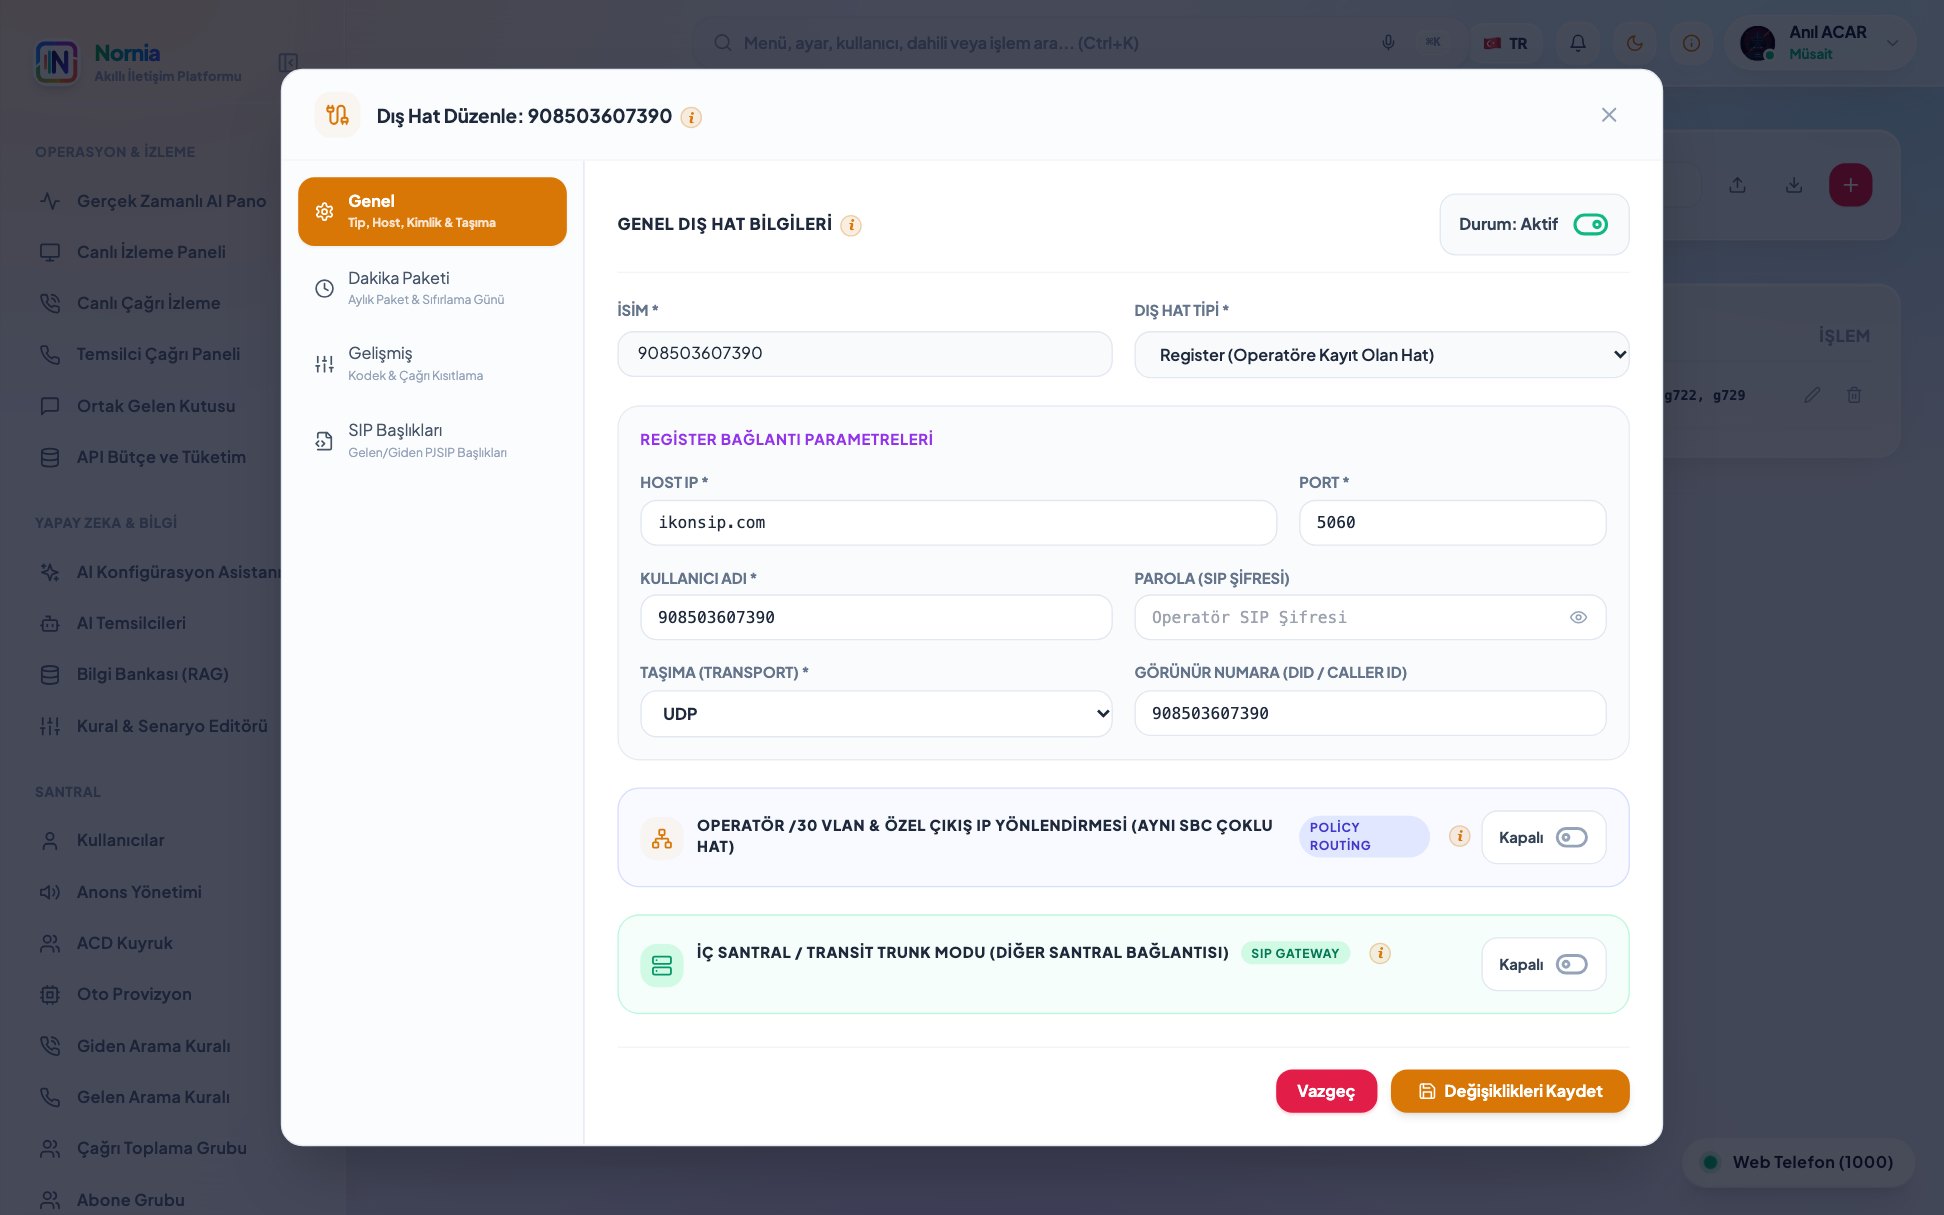 Nornia
Akıllı İletişim Platformu
Menü, ayar, kullanıcı, dahili veya işlem ara... (Ctrl+K)
⌘K
TR
Anıl ACAR
Müsait
OPERASYON & İZLEME
Gerçek Zamanlı AI Pano
Canlı İzleme Paneli
Canlı Çağrı İzleme
Temsilci Çağrı Paneli
Ortak Gelen Kutusu
API Bütçe ve Tüketim
YAPAY ZEKA & BİLGİ
AI Konfigürasyon Asistanı
AI Temsilcileri
Bilgi Bankası (RAG)
Kural & Senaryo Editörü
SANTRAL
Kullanıcılar
Anons Yönetimi
ACD Kuyruk
Oto Provizyon
Giden Arama Kuralı
Gelen Arama Kuralı
Çağrı Toplama Grubu
Abone Grubu
Dış Hat Düzenle: 908503607390
Genel
Tip, Host, Kimlik & Taşıma
Dakika Paketi
Aylık Paket & Sıfırlama Günü
Gelişmiş
Kodek & Çağrı Kısıtlama
SIP Başlıkları
Gelen/Giden PJSIP Başlıkları
GENEL DIŞ HAT BİLGİLERİ
Durum: Aktif
İSİM *
DIŞ HAT TİPİ *
908503607390
Register (Operatöre Kayıt Olan Hat)
REGİSTER BAĞLANTI PARAMETRELERİ
HOST IP *
PORT *
ikonsip.com
5060
KULLANICI ADI *
PAROLA (SIP ŞİFRESİ)
908503607390
Operatör SIP Şifresi
TAŞIMA (TRANSPORT) *
GÖRÜNÜR NUMARA (DID / CALLER ID)
UDP
908503607390
OPERATÖR /30 VLAN & ÖZEL ÇIKIŞ IP YÖNLENDİRMESİ (AYNI SBC ÇOKLU
HAT)
POLİCY
ROUTING
Kapalı
İÇ SANTRAL / TRANSİT TRUNK MODU (DİĞER SANTRAL BAĞLANTISI)
SIP GATEWAY
Kapalı
Vazgeç
Değişiklikleri Kaydet
İŞLEM
g722, g729
Web Telefon (1000)